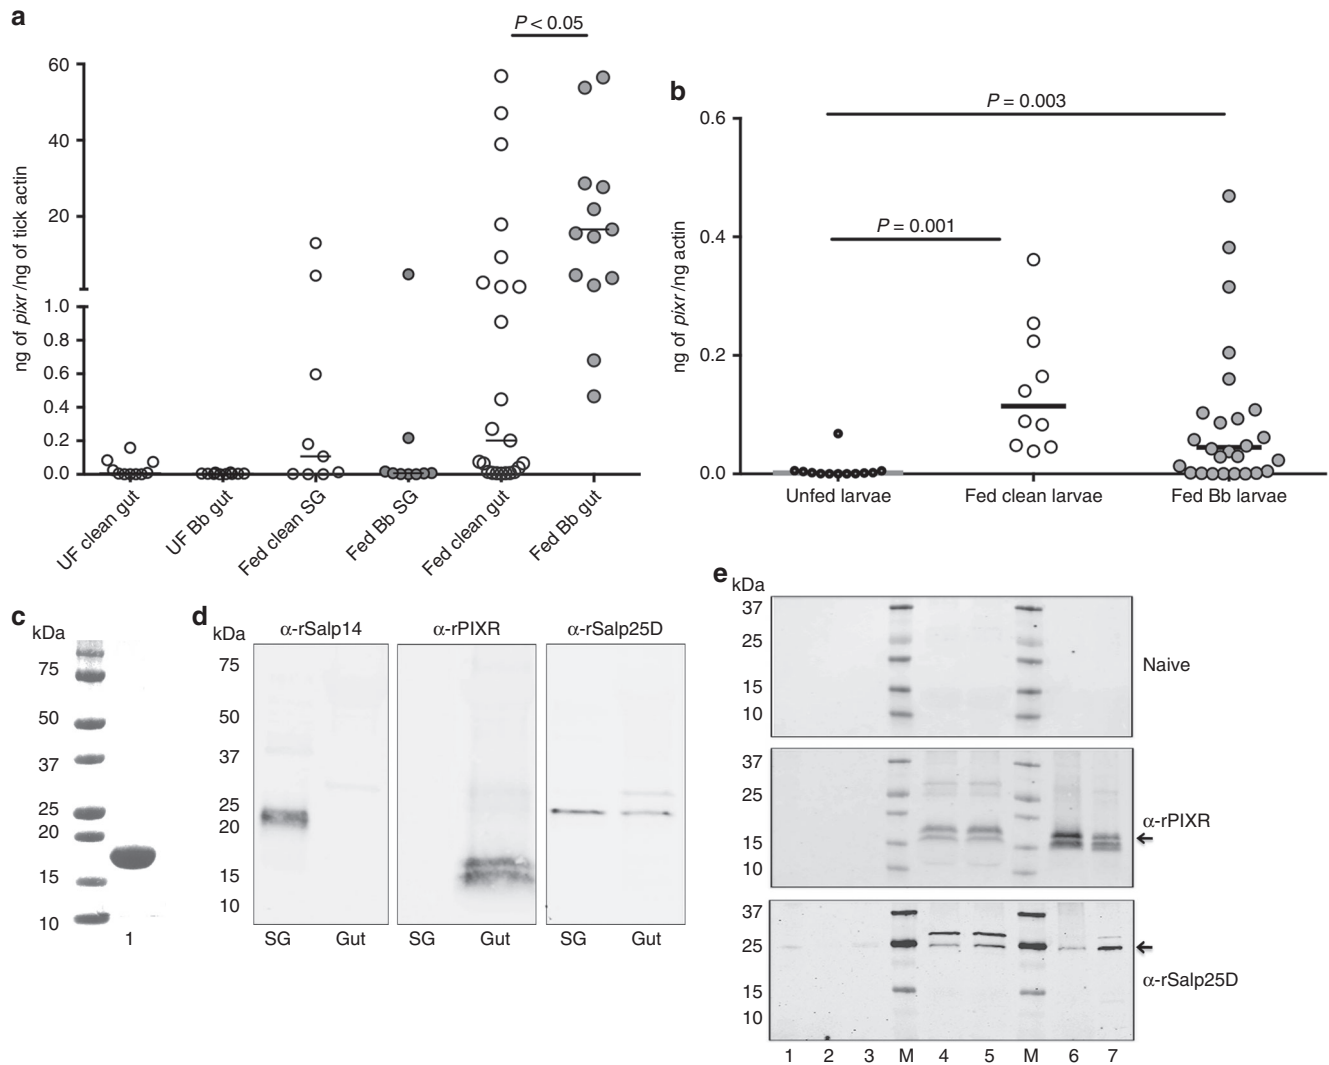 a
P < 0.05
ng of pixr /ng of tick actin
60
40
20
1.0
0.8
0.6
0.4
0.2
0.0
UF clean gut
UF Bb gut
Fed clean SG
Fed Bb SG
Fed clean gut
Fed Bb gut
b
P = 0.003
P = 0.001
ng of pixr /ng actin
0.6
0.4
0.2
0.0
Unfed larvae
Fed clean larvae
Fed Bb larvae
c
kDa
75
50
37
25
20
15
10
1
d
kDa
α-rSalp14
α-rPIXR
α-rSalp25D
75
50
37
25
20
15
10
SG
Gut
SG
Gut
SG
Gut
e
kDa
37
25
15
10
Naive
37
25
15
10
α-rPIXR
37
25
15
10
α-rSalp25D
1 2 3 M 4 5 M 6 7